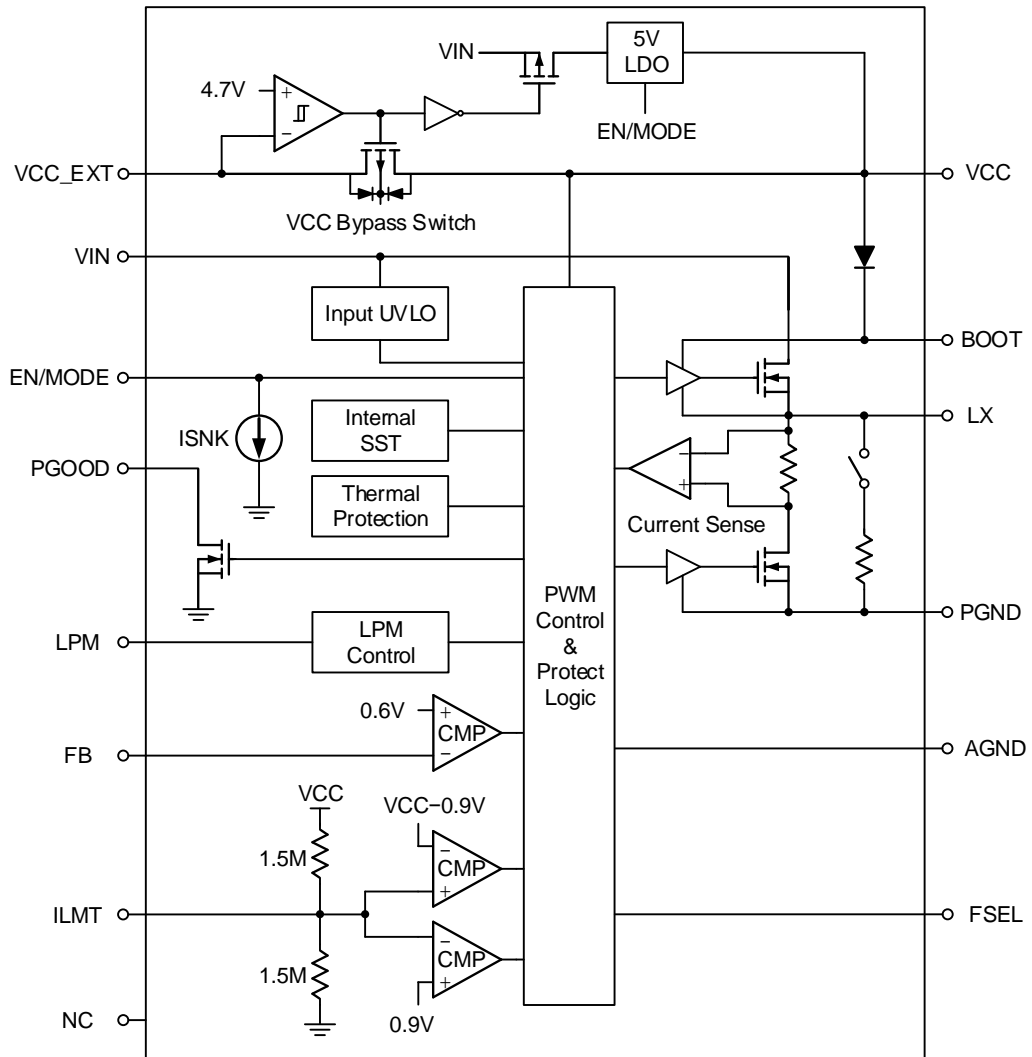 VIN
5V
LDO
4.7V
EN/MODE
VCC_EXT
VCC
VCC Bypass Switch
VIN
Input UVLO
BOOT
EN/MODE
LX
Internal
SST
ISNK
PGOOD
Thermal
Protection
Current Sense
PWM
Control
&
Protect
Logic
PGND
LPM
LPM
Control
0.6V
CMP
FB
AGND
VCC
VCC−0.9V
1.5M
CMP
ILMT
FSEL
CMP
1.5M
0.9V
NC